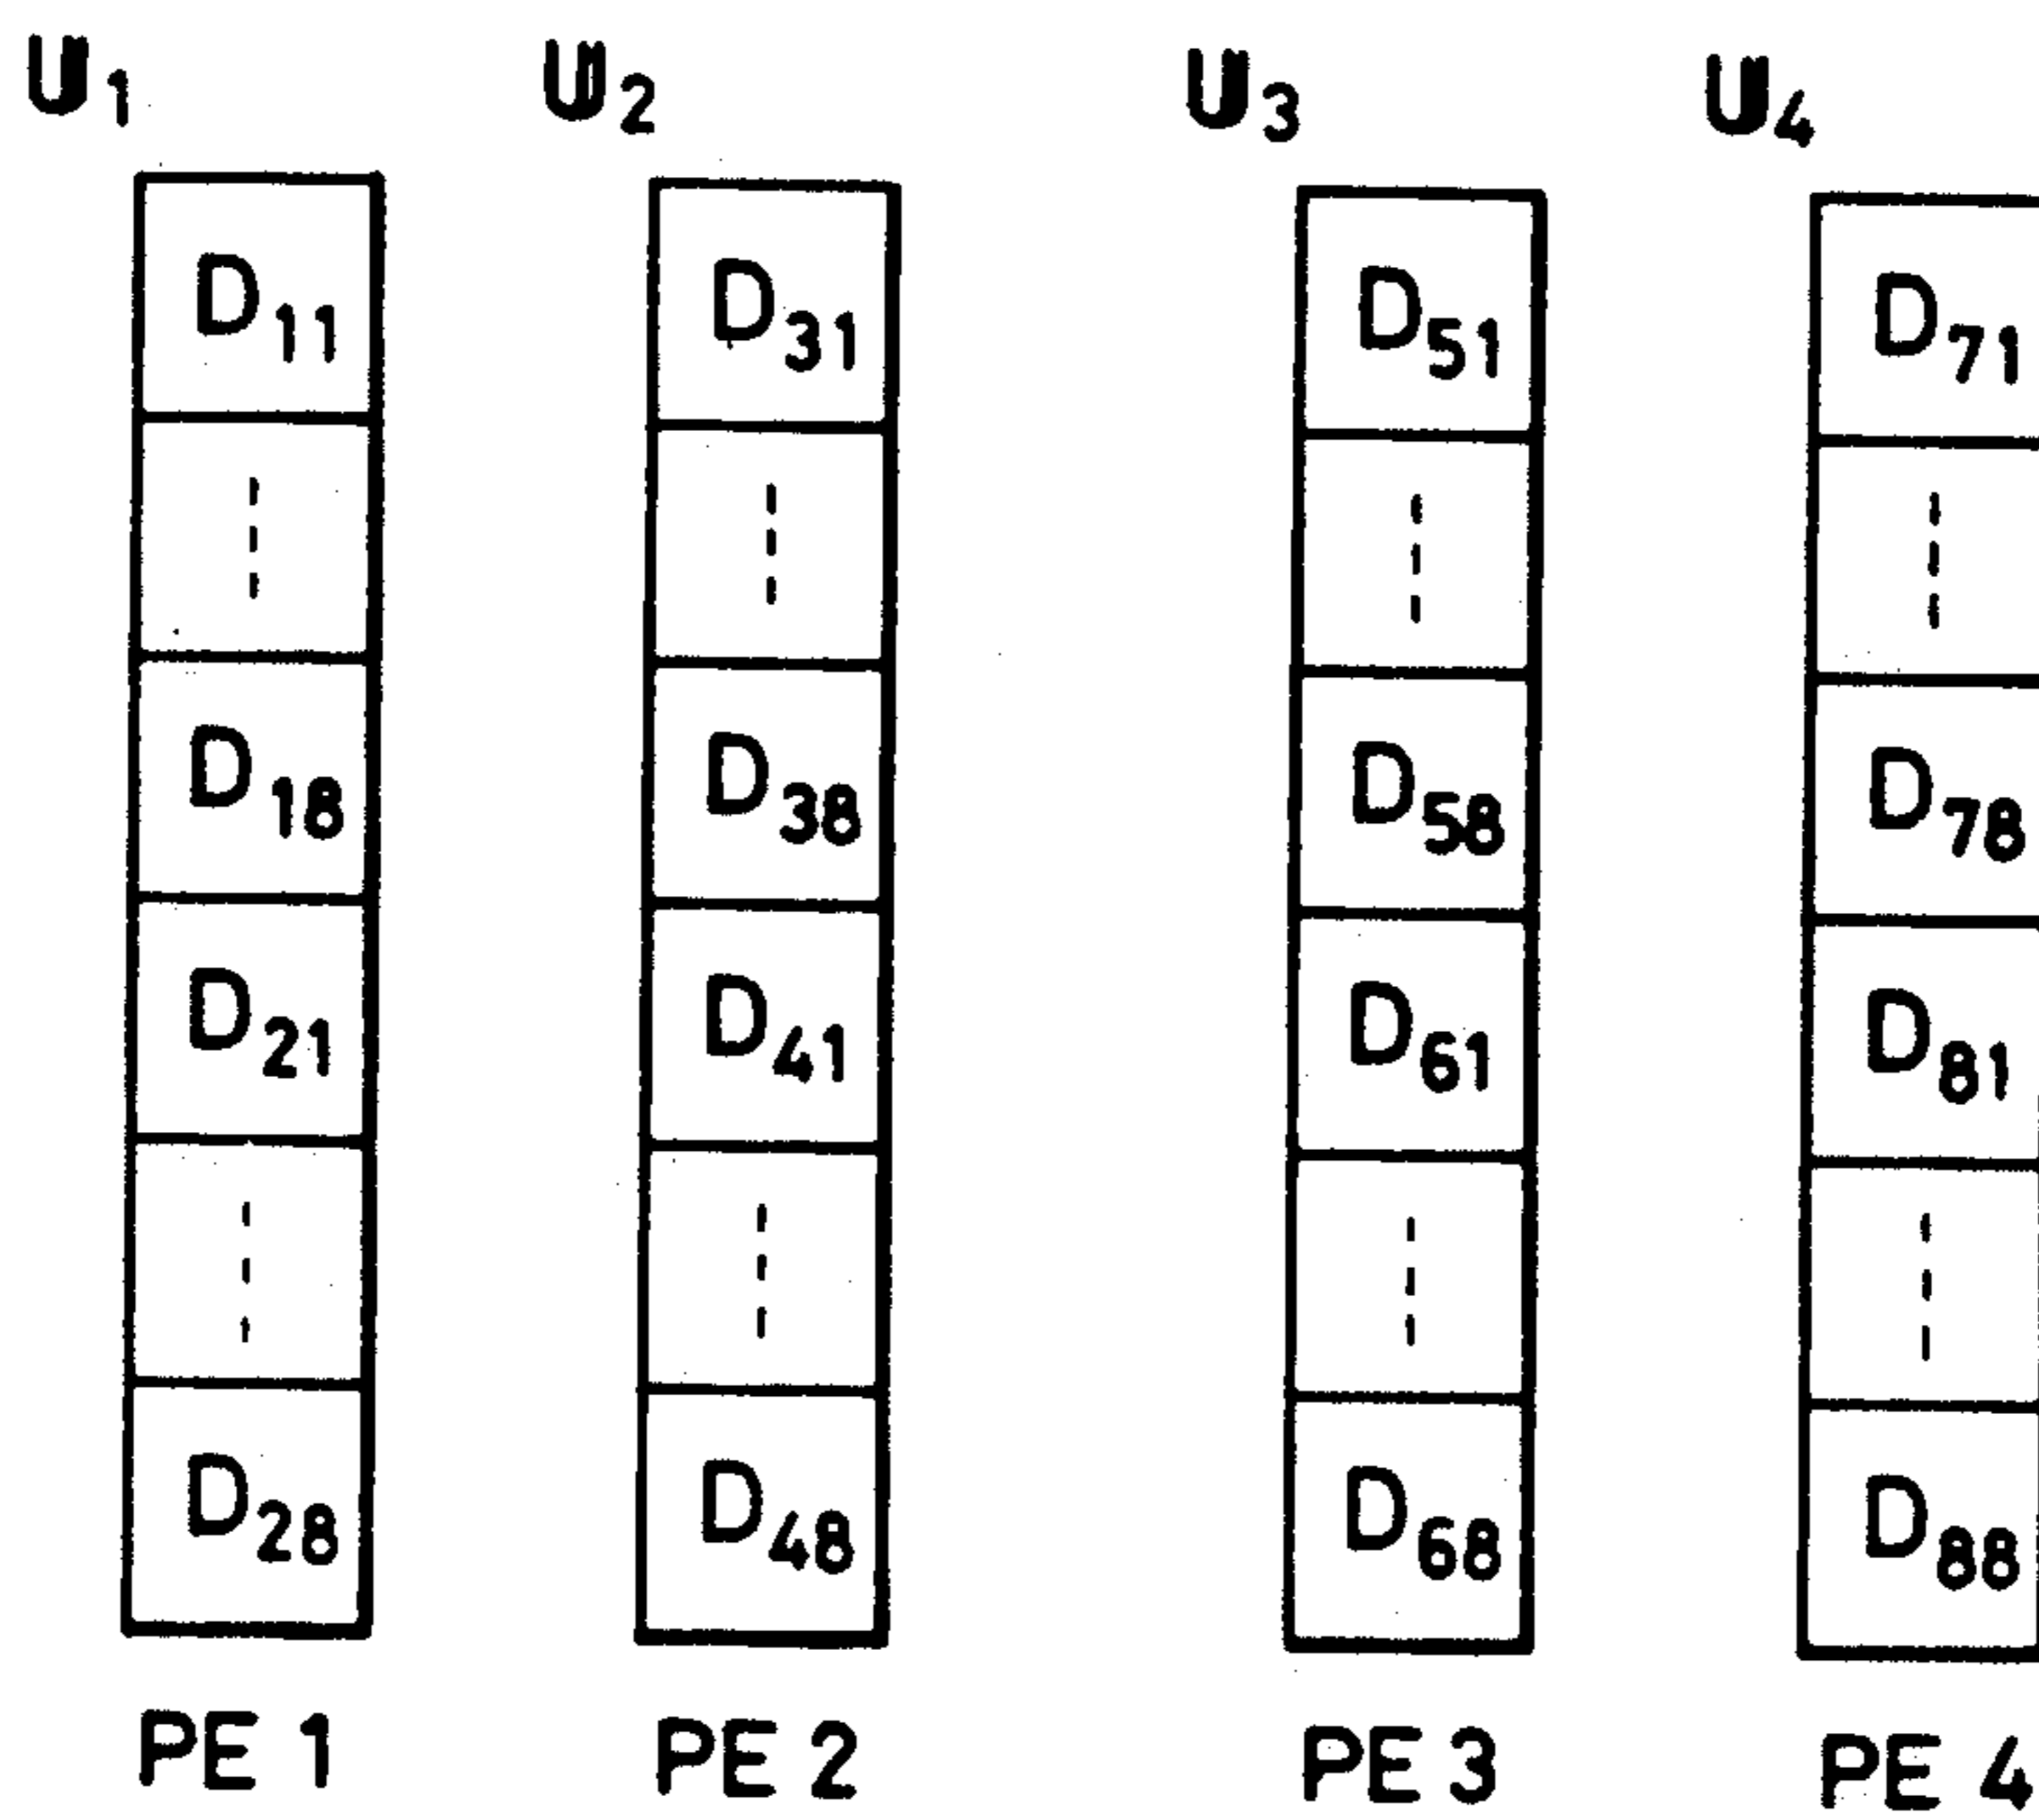 U1 U2 U3 U4
D11 D31 D51 D71
D18 D38 D58 D78
D21 D41 D61 D81
D28 D48 D68 D88
PE 1 PE 2 PE 3 PE 4